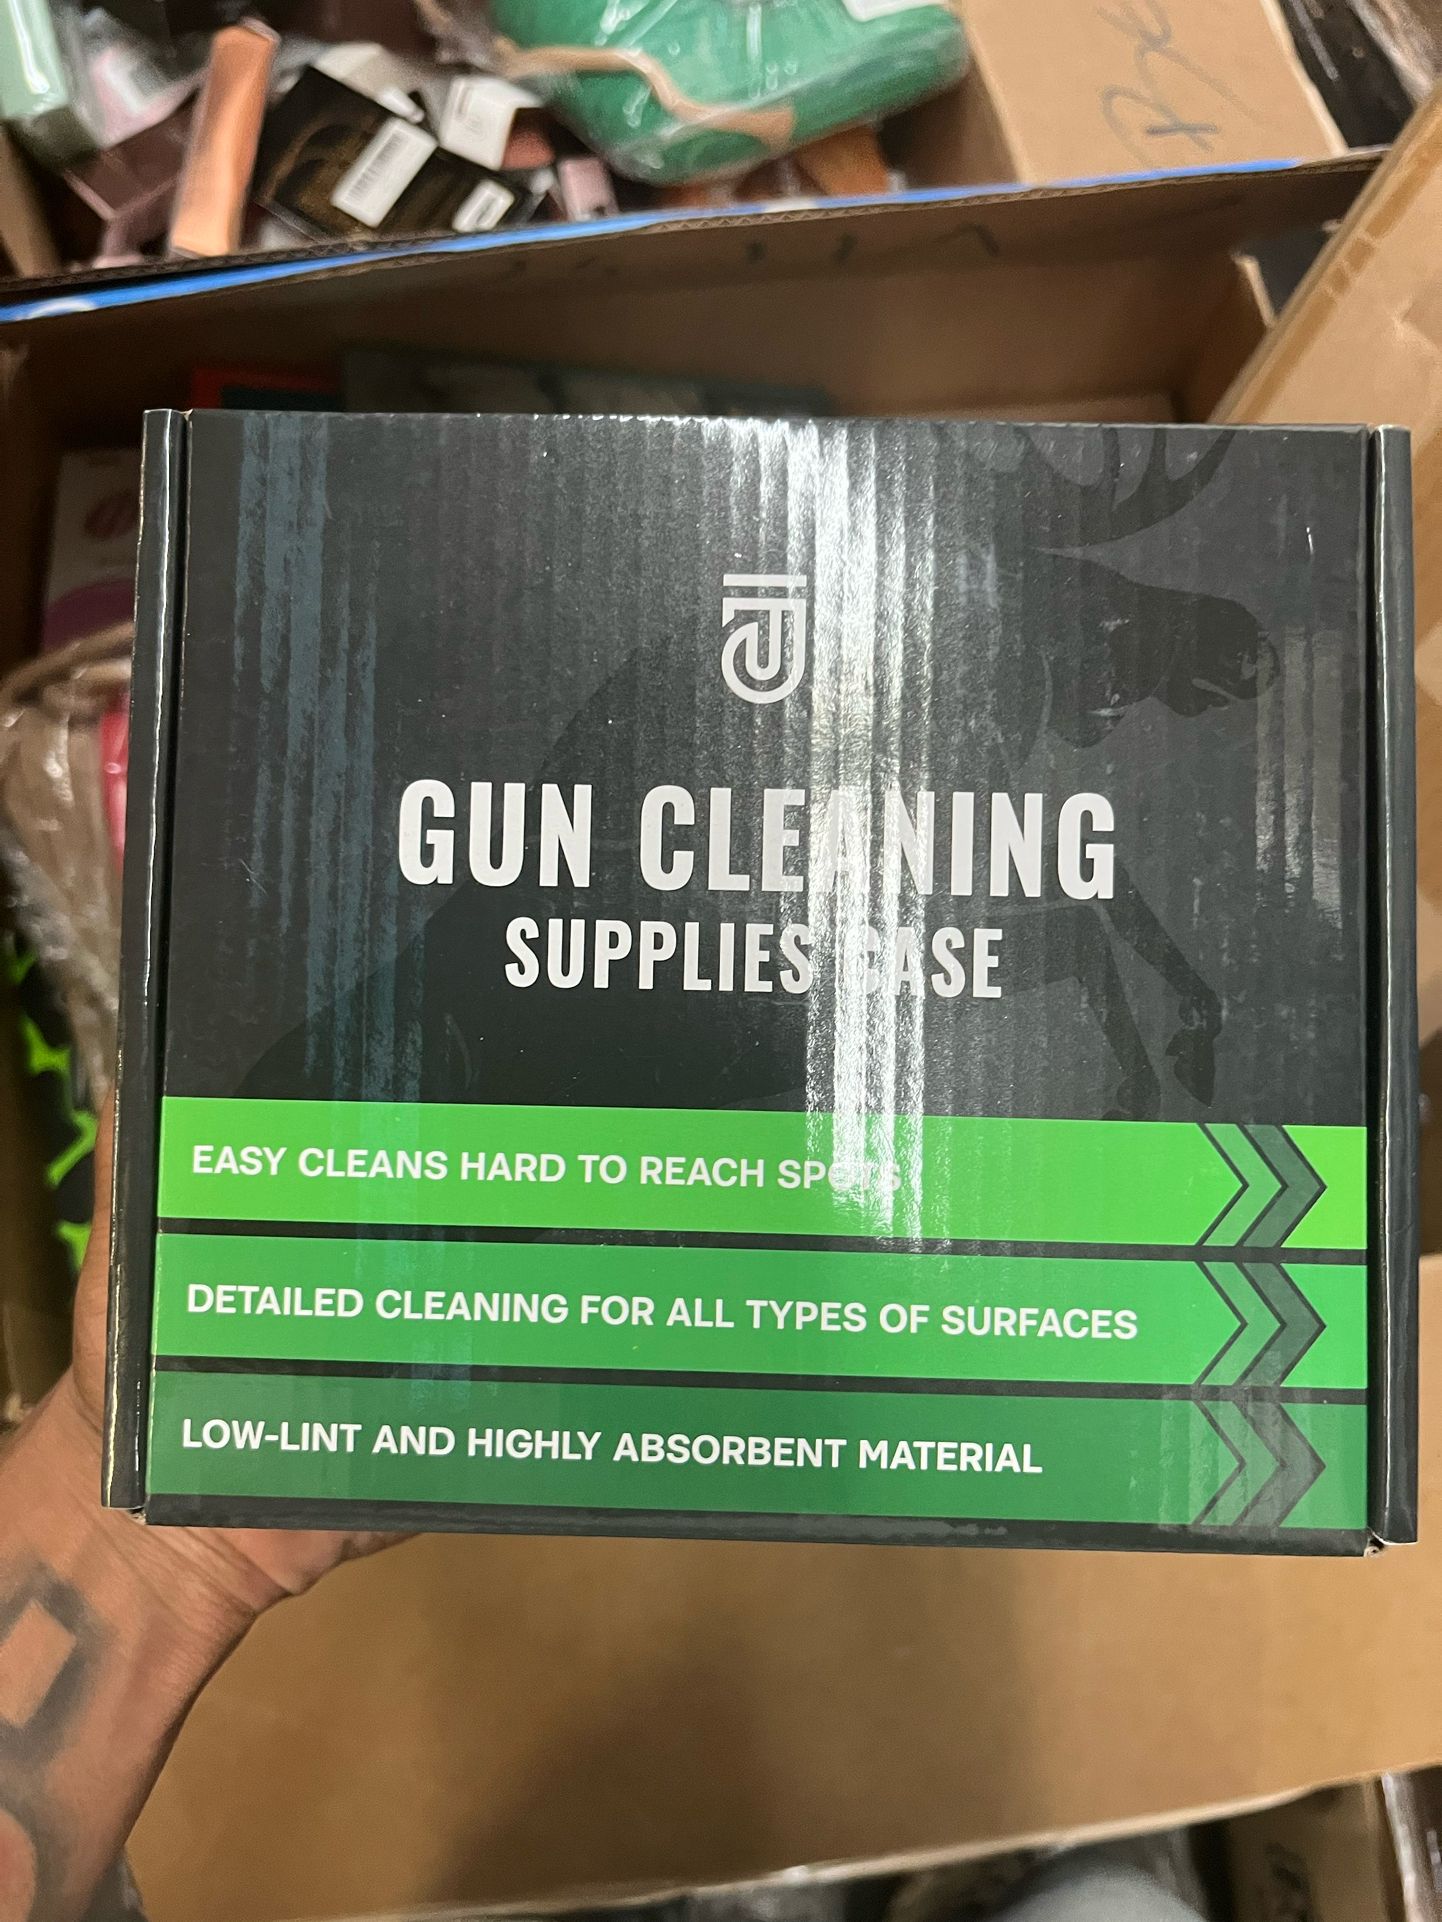 GUN CLEANING
SUPPLIES CASE
EASY CLEANS HARD TO REACH SPOTS
DETAILED CLEANING FOR ALL TYPES OF SURFACES
LOW-LINT AND HIGHLY ABSORBENT MATERIAL